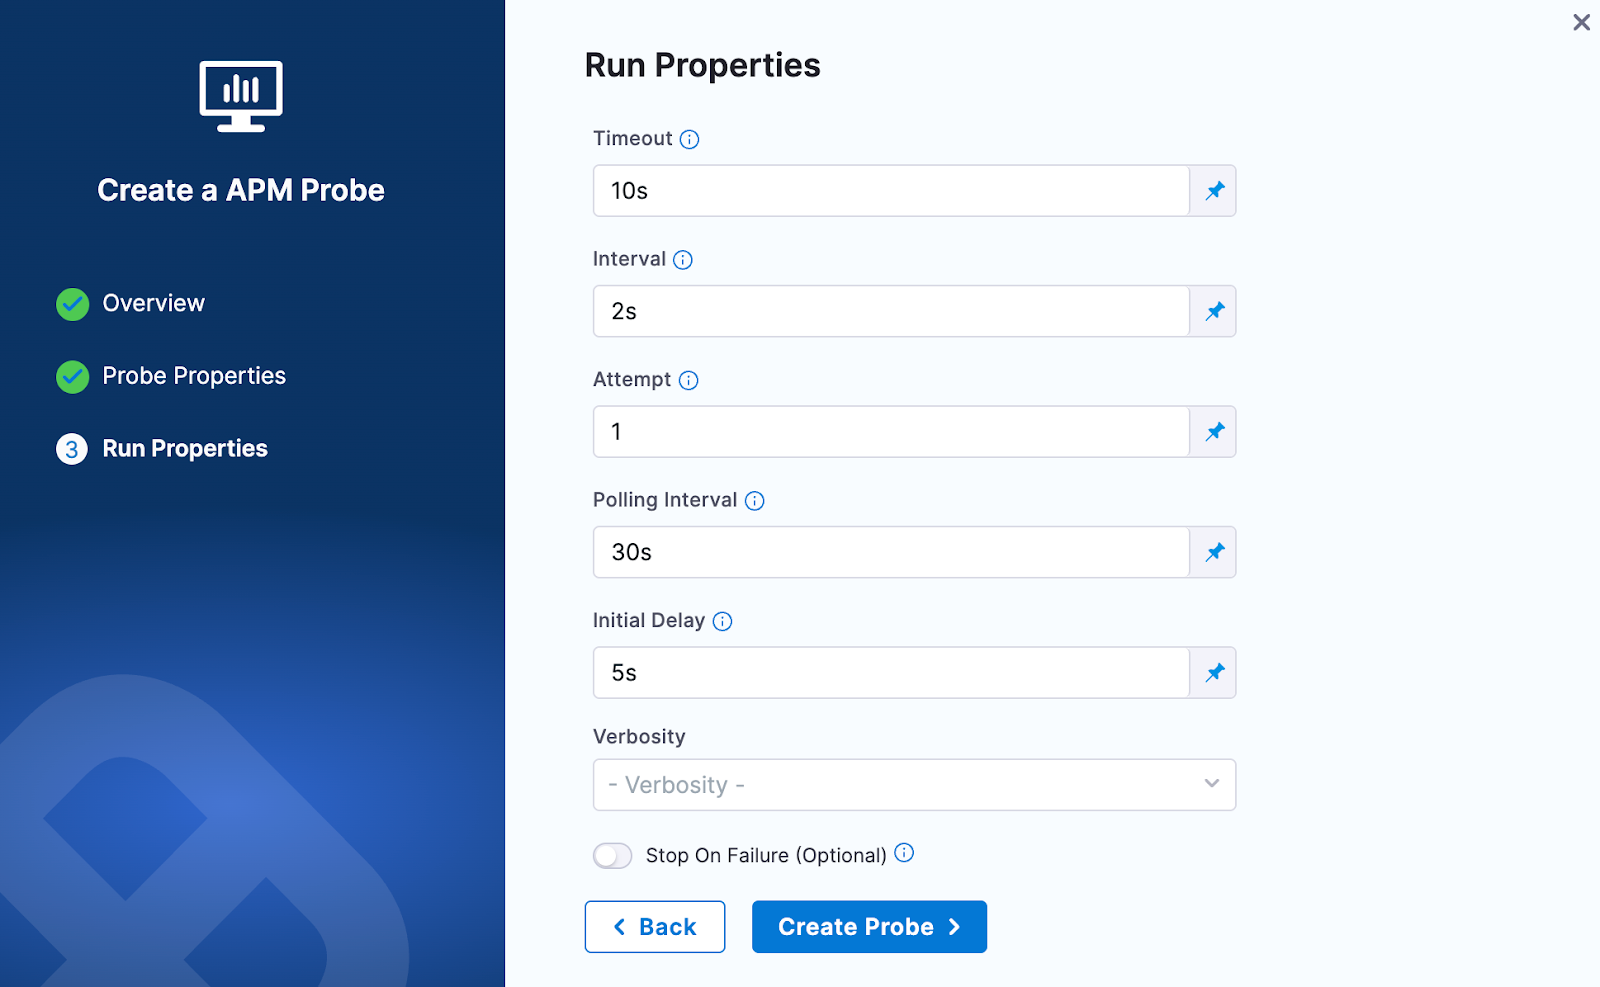 Create a APM Probe
Overview
Probe Properties
3 Run Properties
Run Properties
Timeout
10s
Interval
2s
Attempt
1
Polling Interval
30s
Initial Delay
5s
Verbosity
- Verbosity -
Stop On Failure (Optional)
Back
Create Probe